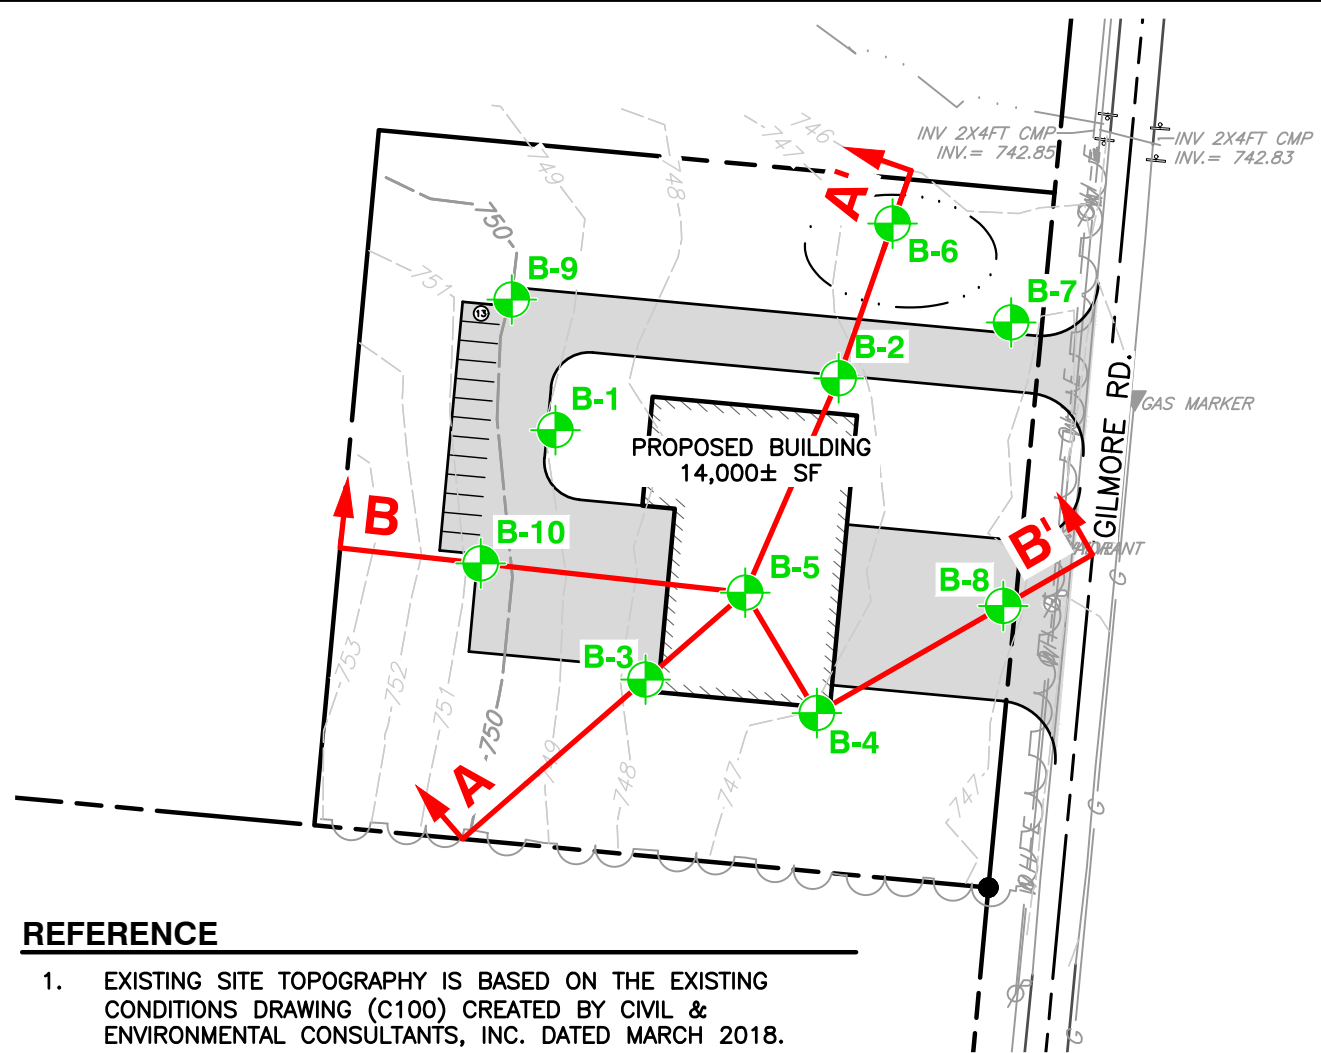 746
747
749
748
INV 2X4FT CMP
INV.= 742.85
INV 2X4FT CMP
INV.= 742.83
A'
750
B-6
751
B-9
B-7
13
B-2
GILMORE RD.
B-1
GAS MARKER
PROPOSED BUILDING
14,000± SF
B
B-10
B'
B-5
B-8
G
B-3
753
752
751
750
749
748
747
747
B-4
A
G
G
REFERENCE
1. EXISTING SITE TOPOGRAPHY IS BASED ON THE EXISTING
CONDITIONS DRAWING (C100) CREATED BY CIVIL &
ENVIRONMENTAL CONSULTANTS, INC. DATED MARCH 2018.